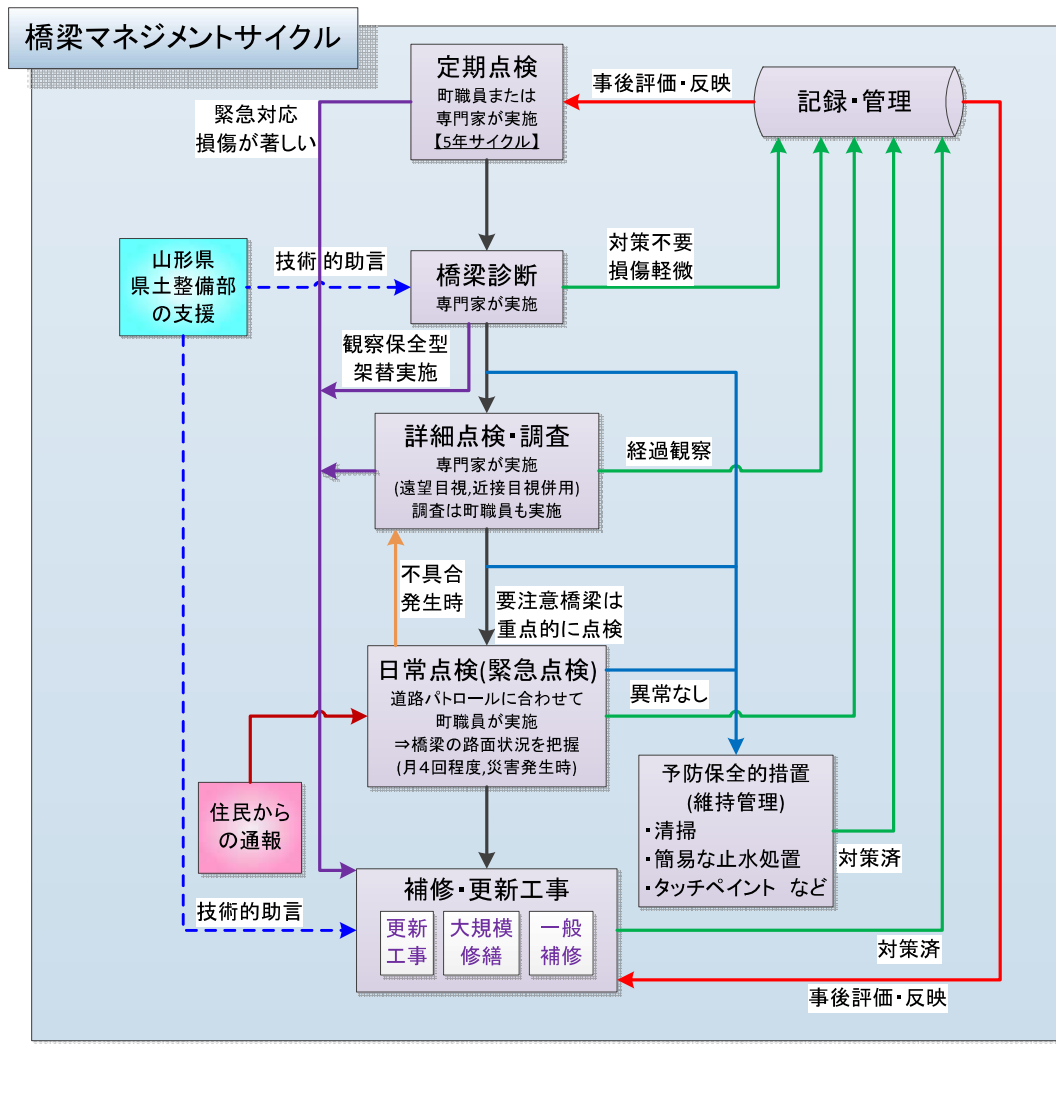 橋梁マネジメントサイクル
定期点検
町職員または
専門家が実施
【5年サイクル】
事後評価・反映
記録・管理
緊急対応
損傷が著しい
山形県
県土整備部
の支援
技術的助言
橋梁診断
専門家が実施
対策不要
損傷軽微
観察保全型
架替実施
詳細点検・調査
専門家が実施
(遠望目視,近接目視併用)
調査は町職員も実施
経過観察
不具合
発生時
要注意橋梁は
重点的に点検
日常点検(緊急点検)
道路パトロールに合わせて
町職員が実施
⇒橋梁の路面状況を把握
(月4回程度,災害発生時)
異常なし
住民から
の通報
予防保全的措置
(維持管理)
・清掃
・簡易な止水処置
・タッチペイント など
対策済
補修・更新工事
更新
工事
大規模
修繕
一般
補修
技術的助言
対策済
事後評価・反映